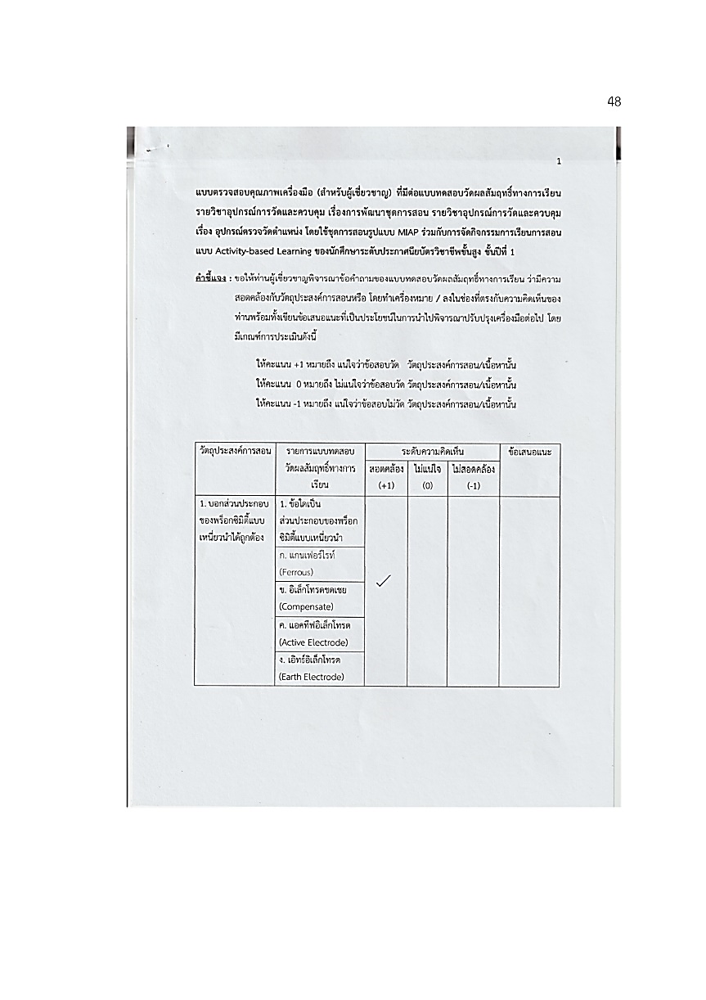 48
1
แบบตรวจสอบคุณภาพเครื่องมือ (สำหรับผู้เชี่ยวชาญ) ที่มีต่อแบบทดสอบวัดผลสัมฤทธิ์ทางการเรียน
รายวิชาอุปกรณ์การวัดและควบคุม เรื่องการพัฒนาชุดการสอน รายวิชาอุปกรณ์การวัดและควบคุม
เรื่อง อุปกรณ์ตรวจวัดตำแหน่ง โดยใช้ชุดการสอนรูปแบบ MIAP ร่วมกับการจัดกิจกรรมการเรียนการสอน
แบบ Activity-based Learning ของนักศึกษาระดับประกาศนียบัตรวิชาชีพชั้นสูง ชั้นปีที่ 1
คำชี้แจง : ขอให้ท่านผู้เชี่ยวชาญพิจารณาข้อคำถามของแบบทดสอบวัดผลสัมฤทธิ์ทางการเรียน ว่ามีความ
สอดคล้องกับวัตถุประสงค์การสอนหรือ โดยทำเครื่องหมาย / ลงในช่องที่ตรงกับความคิดเห็นของ
ท่านพร้อมทั้งเขียนข้อเสนอแนะที่เป็นประโยชน์ในการนำไปพิจารณาปรับปรุงเครื่องมือต่อไป โดย
มีเกณฑ์การประเมินดังนี้
ให้คะแนน +1 หมายถึง แน่ใจว่าข้อสอบวัด วัตถุประสงค์การสอน/เนื้อหานั้น
ให้คะแนน 0 หมายถึง ไม่แน่ใจว่าข้อสอบวัด วัตถุประสงค์การสอน/เนื้อหานั้น
ให้คะแนน -1 หมายถึง แน่ใจว่าข้อสอบไม่วัด วัตถุประสงค์การสอน/เนื้อหานั้น
วัตถุประสงค์การสอน รายการแบบทดสอบ ระดับความคิดเห็น ข้อเสนอแนะ
วัดผลสัมฤทธิ์ทางการ สอดคล้อง ไม่แน่ใจ ไม่สอดคล้อง
เรียน (+1) (0) (-1)
1. บอกส่วนประกอบ 1. ข้อใดเป็น
ของพร็อกซิมิตี้แบบ ส่วนประกอบของพร็อก
เหนี่ยวนำได้ถูกต้อง ซิมิตี้แบบเหนี่ยวนำ
ก. แกนเฟอร์ไรท์
(Ferrous)
ข. อิเล็กโทรดชดเชย
(Compensate)
ค. แอคทีฟอิเล็กโทรด
(Active Electrode)
ง. เอิทธ์อิเล็กโทรด
(Earth Electrode)